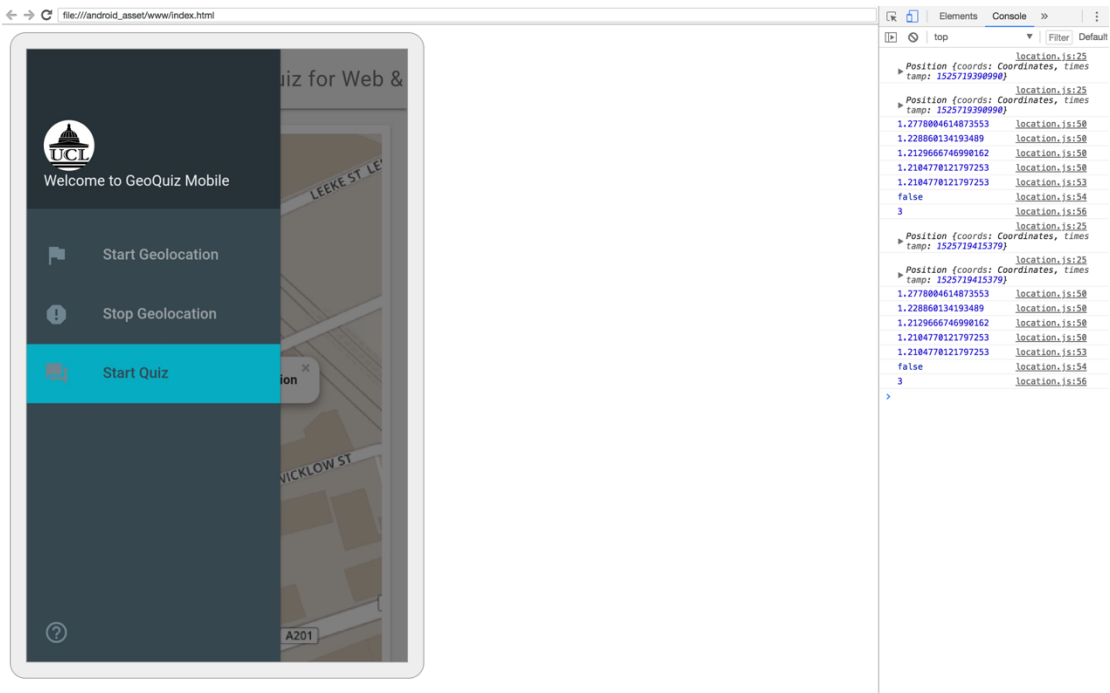 file:///android_asset/www/index.html
Elements Console »
top Filter Default
iz for Web &
UCL
Welcome to GeoQuiz Mobile
LEEKE ST
Start Geolocation
Stop Geolocation
Start Quiz
ion ×
WICKLOW ST
A201
location.js:25
Position {coords: Coordinates, times
tamp: 1525719390990}
location.js:25
Position {coords: Coordinates, times
tamp: 1525719390990}
1.2778004614873553 location.js:50
1.228860134193489 location.js:50
1.2129666746990162 location.js:50
1.2104770121797253 location.js:50
1.2104770121797253 location.js:53
false location.js:54
3 location.js:56
location.js:25
Position {coords: Coordinates, times
tamp: 1525719415379}
location.js:25
Position {coords: Coordinates, times
tamp: 1525719415379}
1.2778004614873553 location.js:50
1.228860134193489 location.js:50
1.2129666746990162 location.js:50
1.2104770121797253 location.js:50
1.2104770121797253 location.js:53
false location.js:54
3 location.js:56